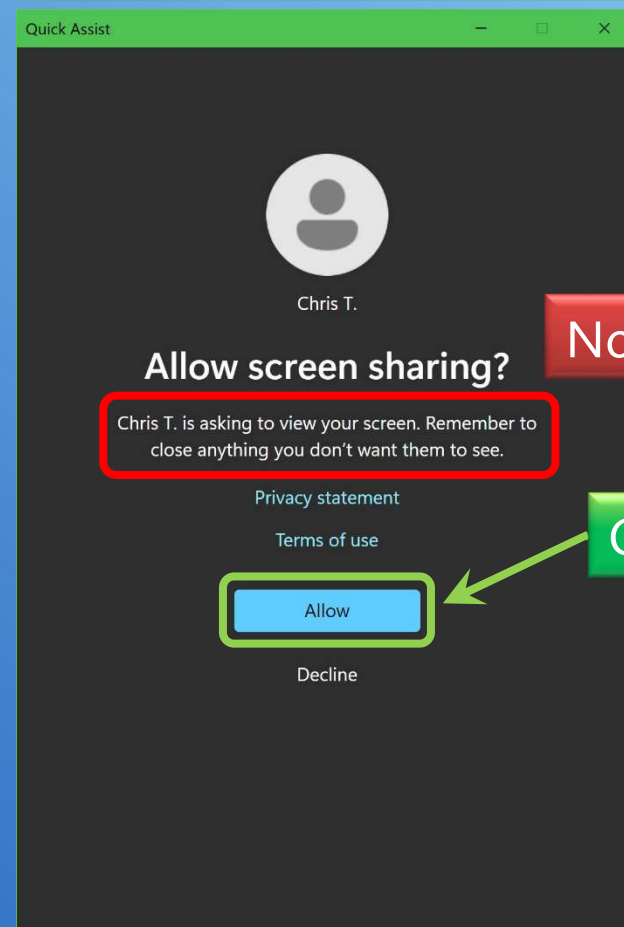 Quick Assist
Chris T.
Allow screen sharing?
Chris T. is asking to view your screen. Remember to
close anything you don’t want them to see.
Privacy statement
Terms of use
Allow
Decline